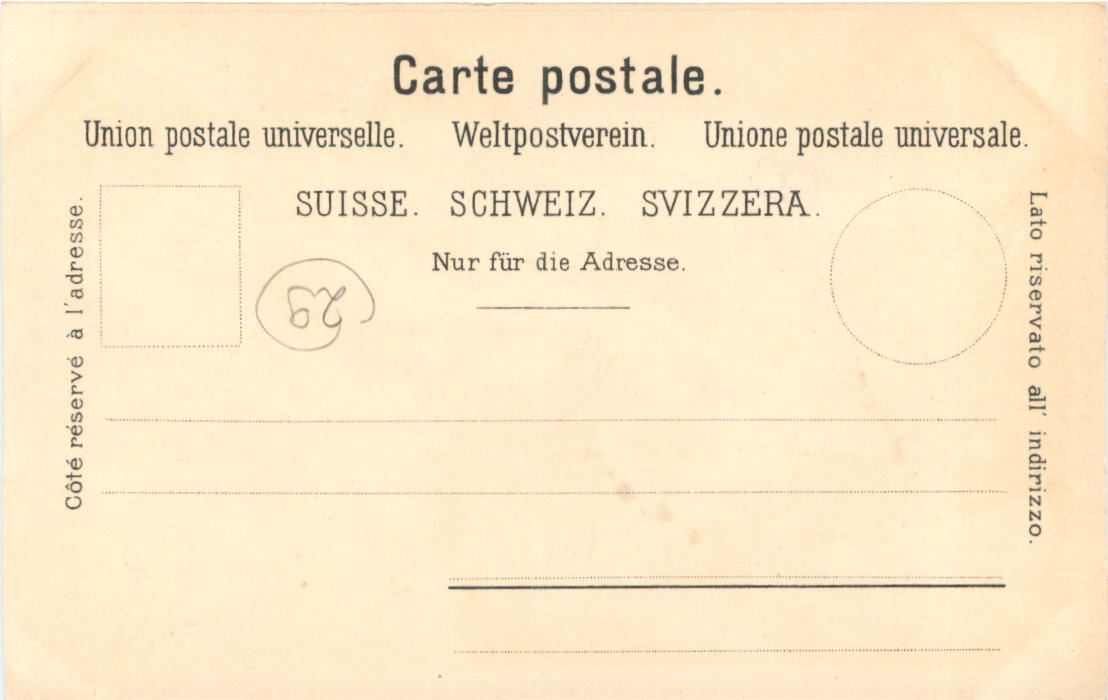 Carte postale.
Union postale universelle. Weltpostverein. Unione postale universale.
SUISSE. SCHWEIZ. SVIZZERA.
Nur für die Adresse.
Côté réservé à l'adresse.
Lato riservato all' indirizzo.
29